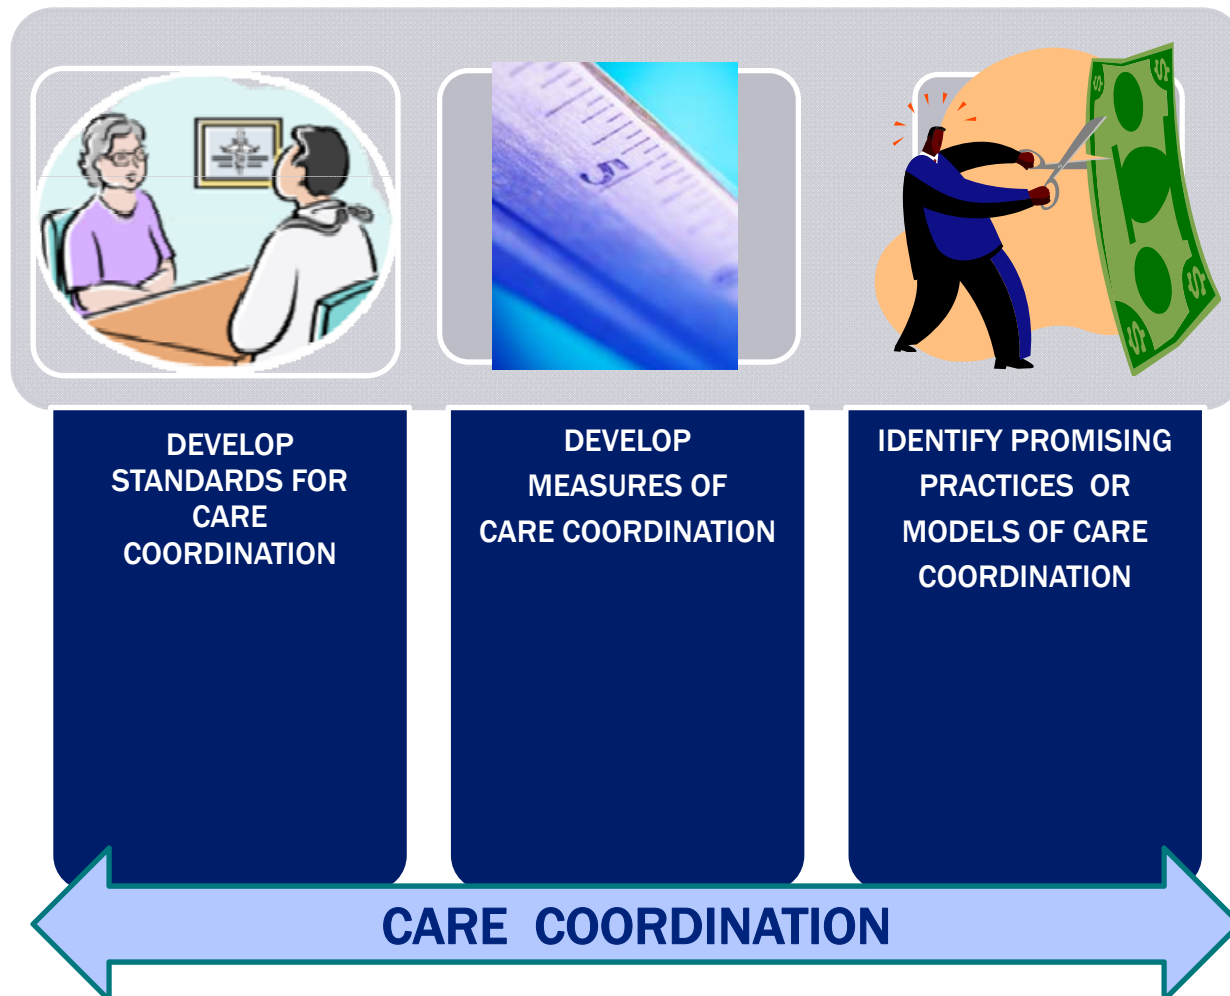 $ $
5
$ $
DEVELOP
STANDARDS FOR
CARE
COORDINATION
DEVELOP
MEASURES OF
CARE COORDINATION
IDENTIFY PROMISING
PRACTICES  OR
MODELS OF CARE
COORDINATION
CARE  COORDINATION